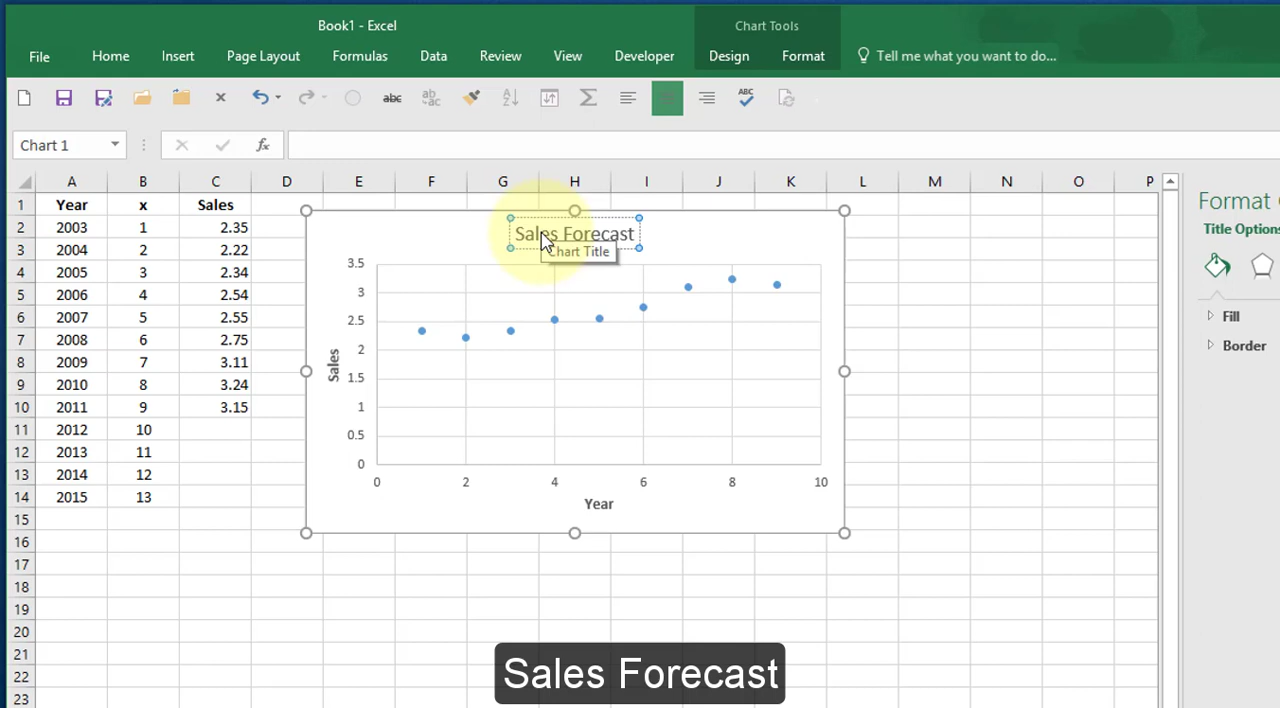 Book1 - Excel
Chart Tools
File Home Insert Page Layout Formulas Data Review View Developer Design Format Tell me what you want to do...
abc ab ac A Z ABC
Chart 1 fx
A B C D E F G H I J K L M N O P
1 Year x Sales
2 2003 1 2.35
3 2004 2 2.22
4 2005 3 2.34
5 2006 4 2.54
6 2007 5 2.55
7 2008 6 2.75
8 2009 7 3.11
9 2010 8 3.24
10 2011 9 3.15
11 2012 10
12 2013 11
13 2014 12
14 2015 13
15
16
17
18
19
20
21
22
23
Sales Forecast
Chart Title
3.5
3
2.5
2
1.5
1
0.5
0
Sales
0 2 4 6 8 10
Year
Format
Title Options
Fill
Border
Sales Forecast